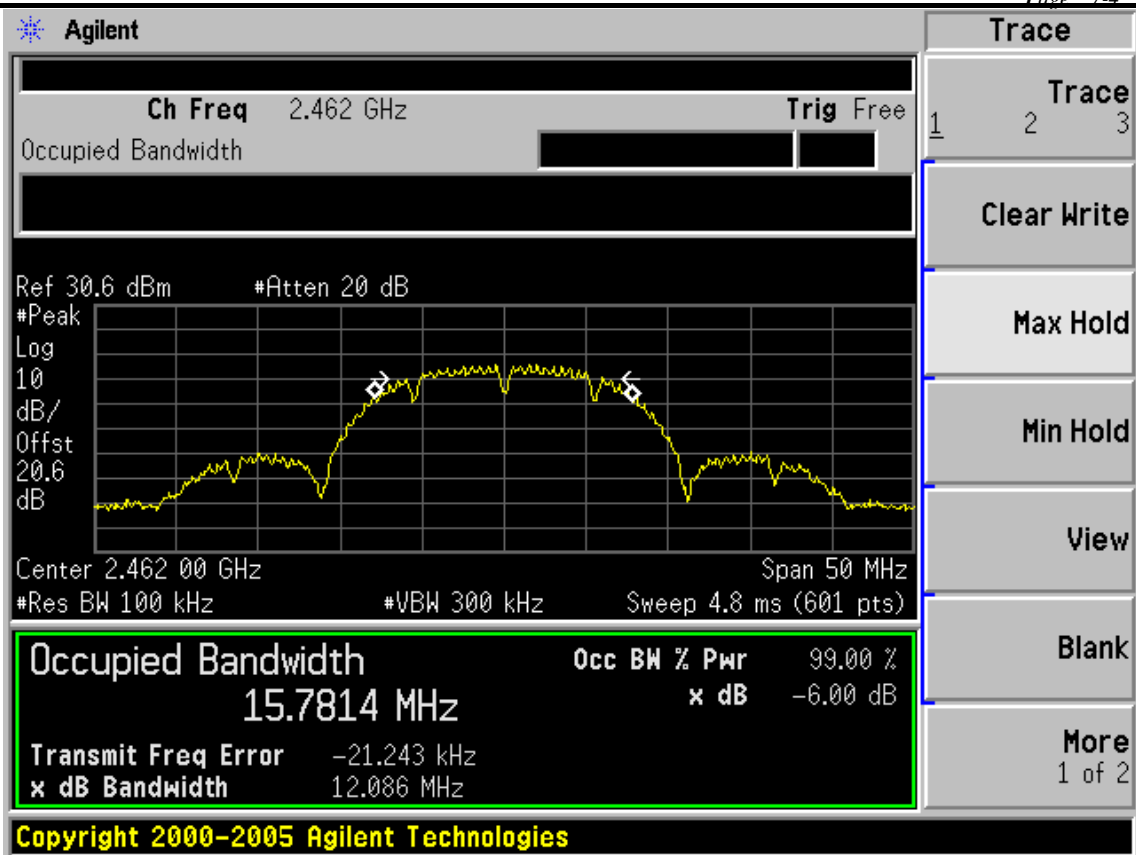 Agilent
Trace
Ch Freq 2.462 GHz Trig Free
Occupied Bandwidth
Trace
1 2 3
Clear Write
Max Hold
Min Hold
View
Blank
More
1 of 2
Ref 30.6 dBm #Atten 20 dB
#Peak
Log
10
dB/
Offst
20.6
dB
Center 2.462 00 GHz Span 50 MHz
#Res BW 100 kHz #VBW 300 kHz Sweep 4.8 ms (601 pts)
Occupied Bandwidth Occ BW % Pwr 99.00 %
15.7814 MHz x dB -6.00 dB
Transmit Freq Error -21.243 kHz
x dB Bandwidth 12.086 MHz
Copyright 2000-2005 Agilent Technologies